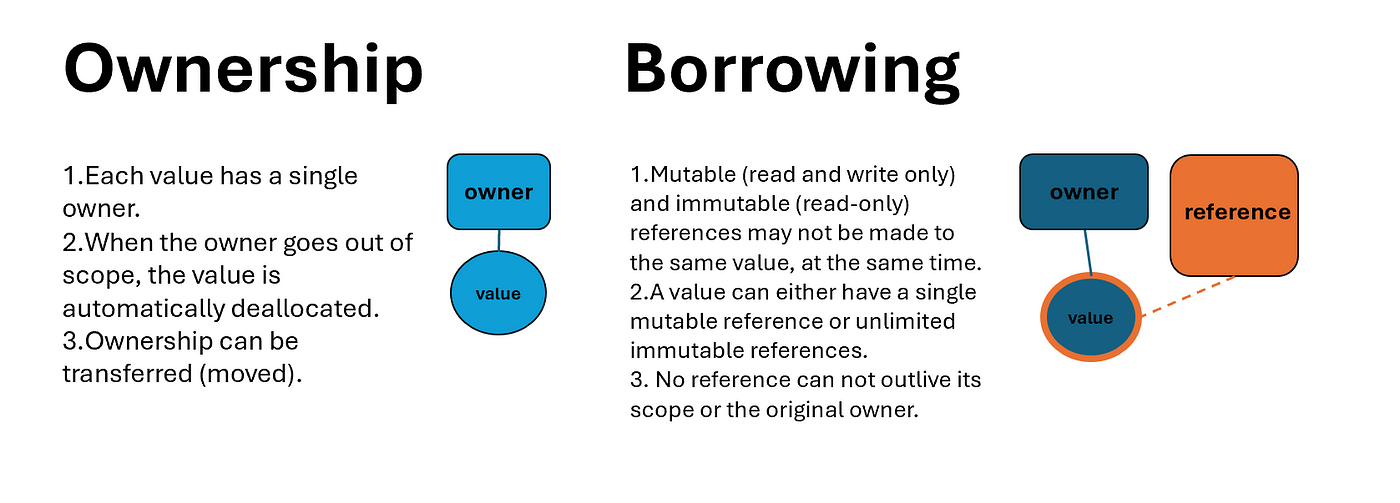 Ownership
1.Each value has a single
owner.
2.When the owner goes out of
scope, the value is
automatically deallocated.
3.Ownership can be
transferred (moved).
owner
value
Borrowing
1.Mutable (read and write only)
and immutable (read-only)
references may not be made to
the same value, at the same time.
2.A value can either have a single
mutable reference or unlimited
immutable references.
3. No reference can not outlive its
scope or the original owner.
owner
reference
value